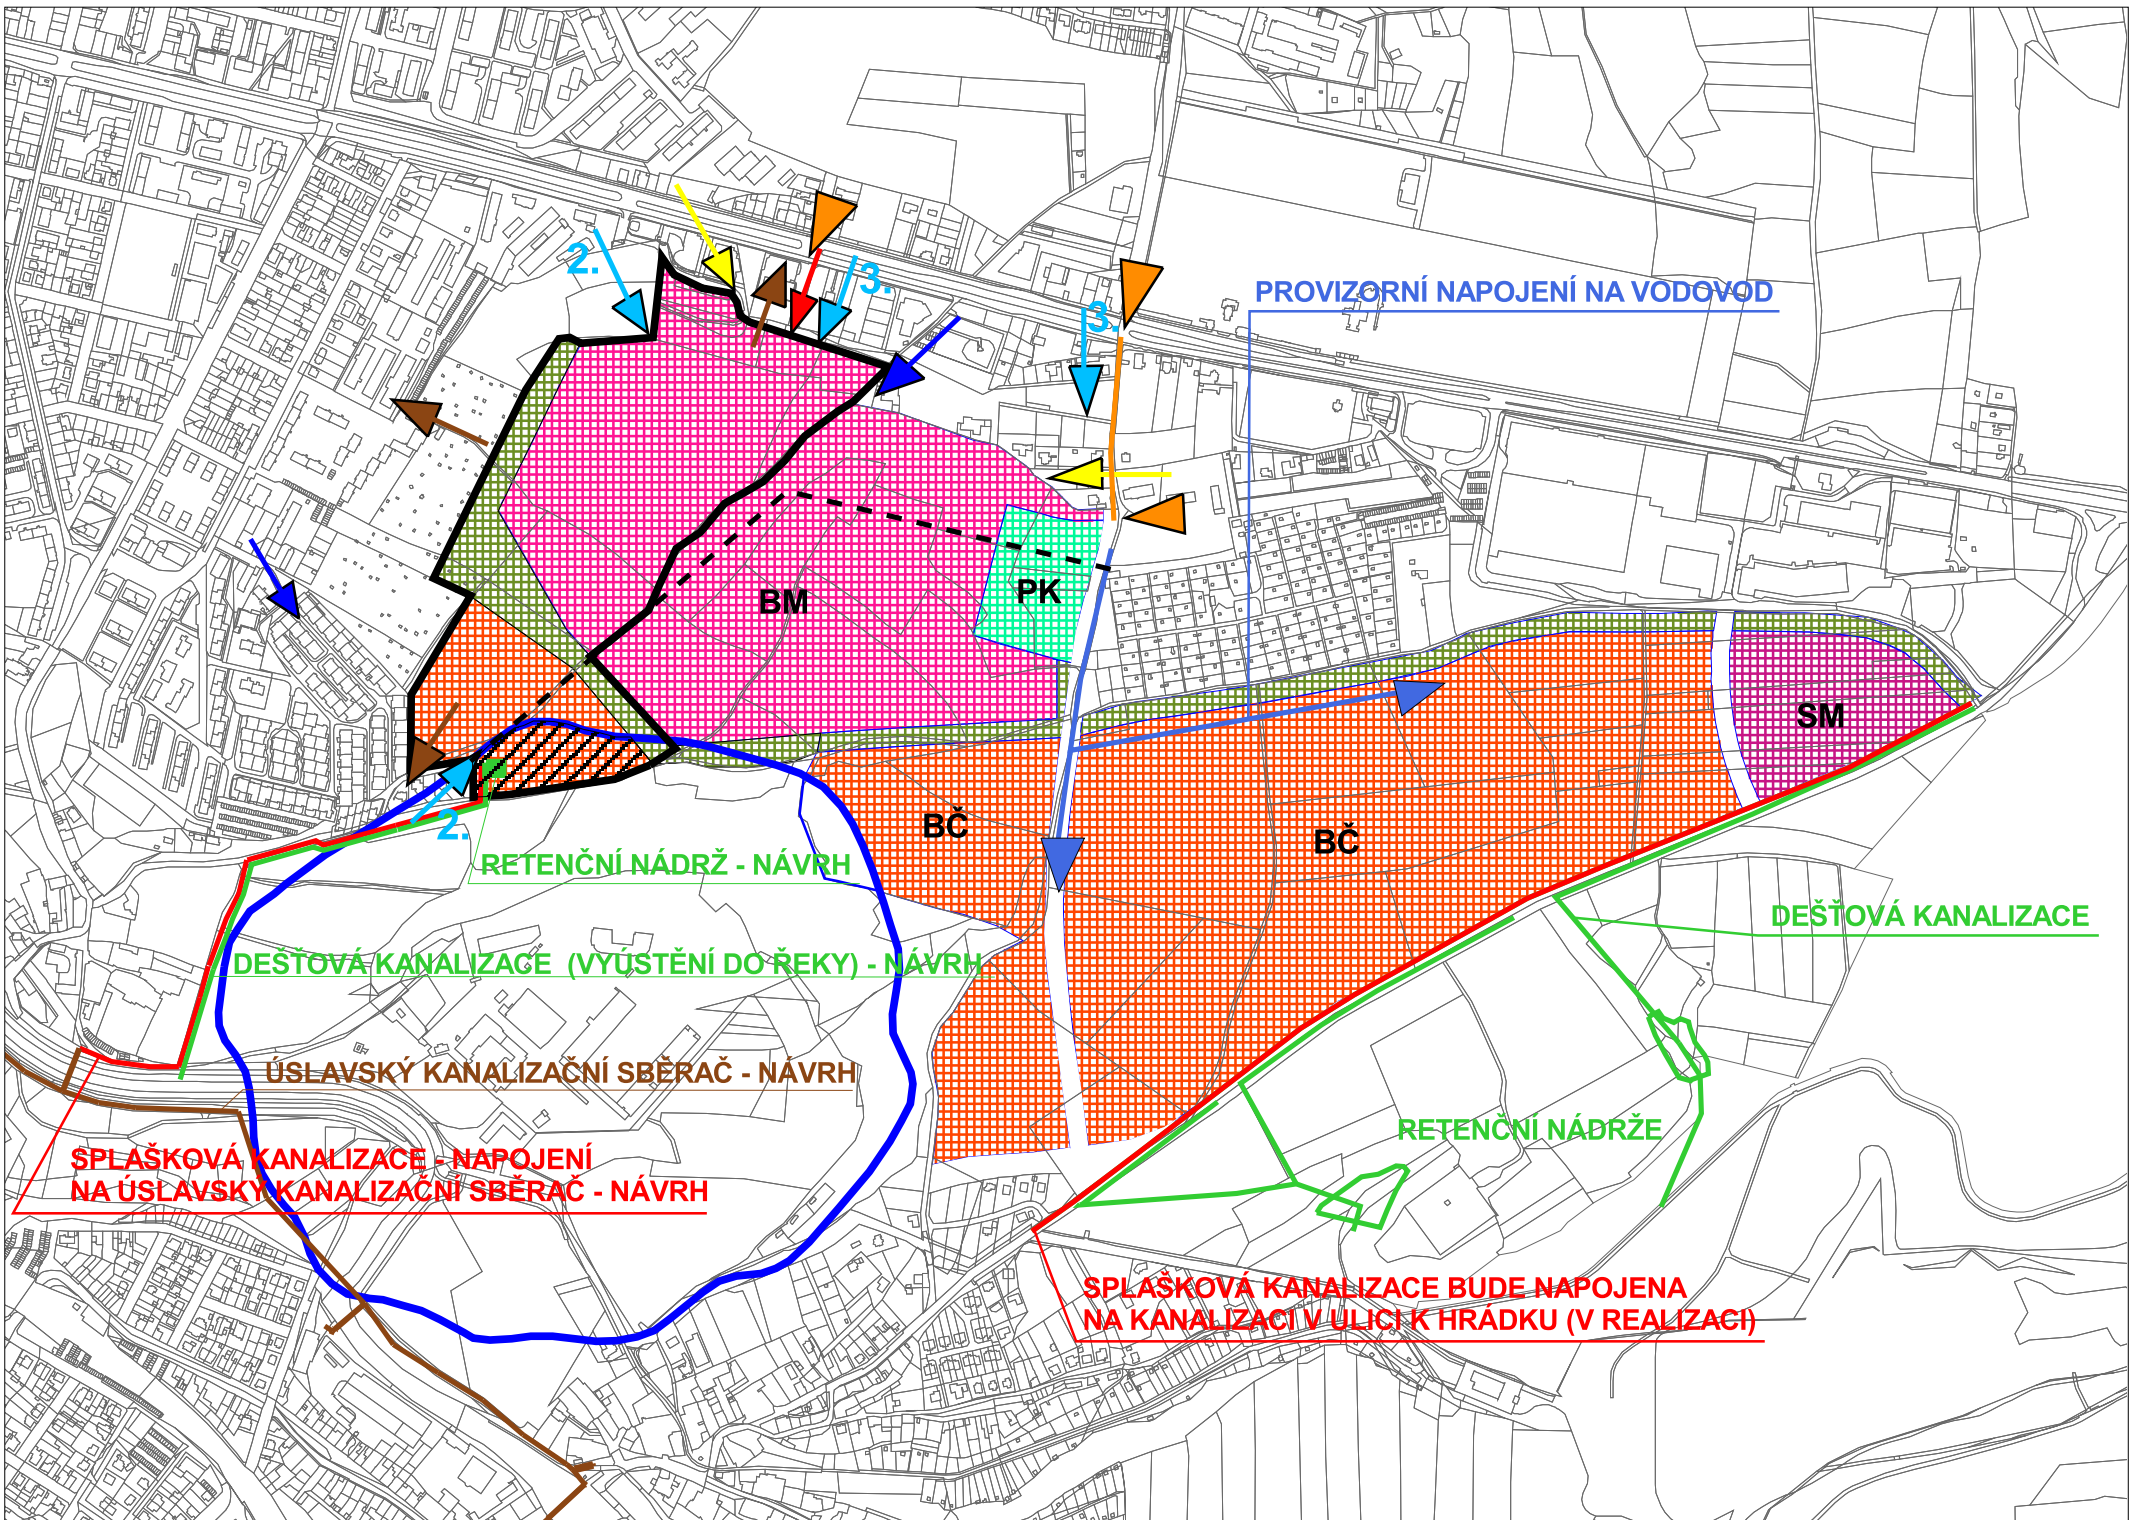 2.
3.
3.
PROVIZORNÍ NAPOJENÍ NA VODOVOD
BM
PK
SM
BČ
BČ
2.
RETENČNÍ NÁDRŽ - NÁVRH
DEŠŤOVÁ KANALIZACE
DEŠŤOVÁ KANALIZACE (VYÚSTĚNÍ DO ŘEKY) - NÁVRH
ÚSLAVSKÝ KANALIZAČNÍ SBĚRAČ - NÁVRH
RETENČNÍ NÁDRŽE
SPLAŠKOVÁ KANALIZACE - NAPOJENÍ
NA ÚSLAVSKÝ KANALIZAČNÍ SBĚRAČ - NÁVRH
SPLAŠKOVÁ KANALIZACE BUDE NAPOJENA
NA KANALIZACI V ULICI K HRÁDKU (V REALIZACI)